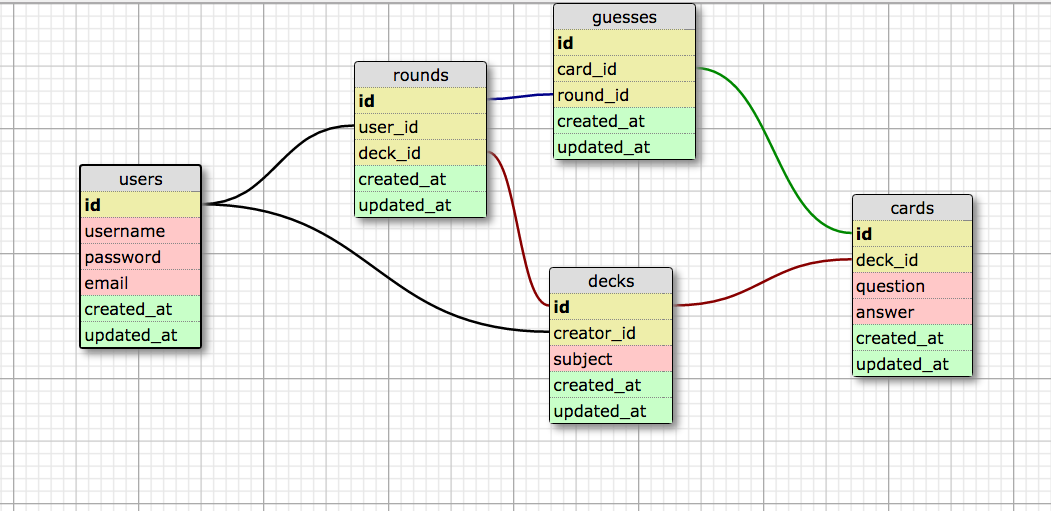 users
id
username
password
email
created_at
updated_at
rounds
id
user_id
deck_id
created_at
updated_at
guesses
id
card_id
round_id
created_at
updated_at
decks
id
creator_id
subject
created_at
updated_at
cards
id
deck_id
question
answer
created_at
updated_at